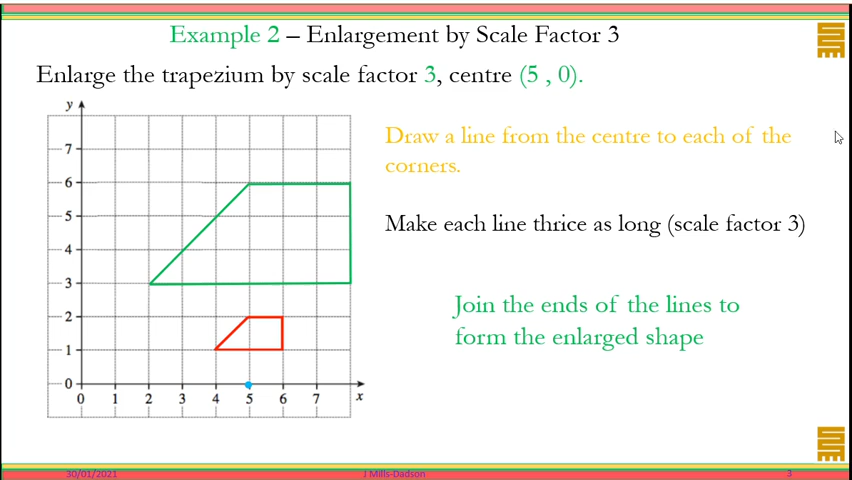 Example 2 – Enlargement by Scale Factor 3
Enlarge the trapezium by scale factor 3, centre (5 , 0).
y
7
6
5
4
3
2
1
0
0 1 2 3 4 5 6 7 x
Draw a line from the centre to each of the
corners.
Make each line thrice as long (scale factor 3)
Join the ends of the lines to
form the enlarged shape
30/01/2021 J Mills-Dadson 3